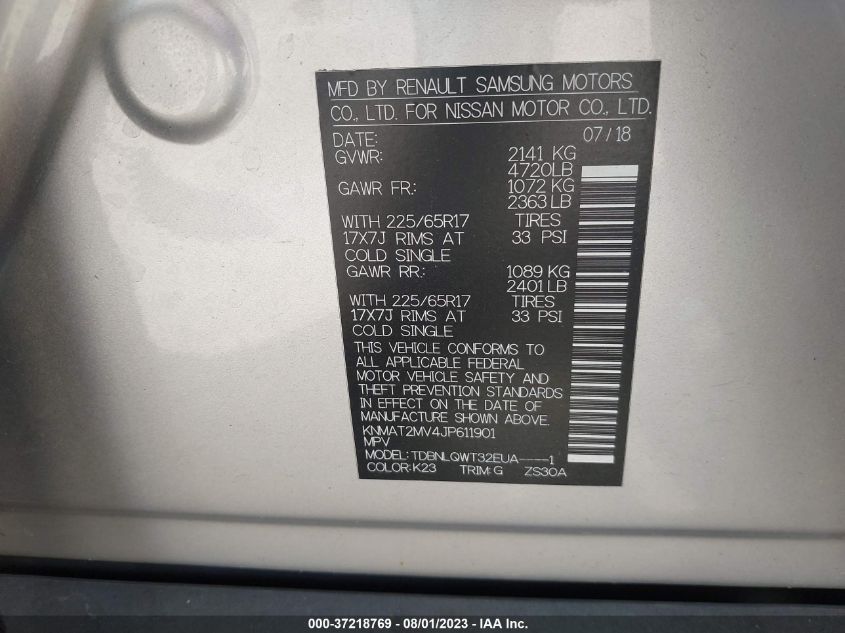 MFD BY RENAULT SAMSUNG MOTORS
CO., LTD. FOR NISSAN MOTOR CO., LTD.
DATE: 07/18
GVWR: 2141 KG
4720LB
GAWR FR: 1072 KG
2363 LB
WITH 225/65R17 TIRES
17X7J RIMS AT 33 PSI
COLD SINGLE
GAWR RR: 1089 KG
2401 LB
WITH 225/65R17 TIRES
17X7J RIMS AT 33 PSI
COLD SINGLE
THIS VEHICLE CONFORMS TO
ALL APPLICABLE FEDERAL
MOTOR VEHICLE SAFETY AND
THEFT PREVENTION STANDARDS
IN EFFECT ON THE DATE OF
MANUFACTURE SHOWN ABOVE.
KNMAT2MV4JP611901
MPV
MODEL: TDBNLQWT32EUA----1
COLOR:K23 TRIM:G ZS30A
000-37218769 - 08/01/2023 - IAA Inc.